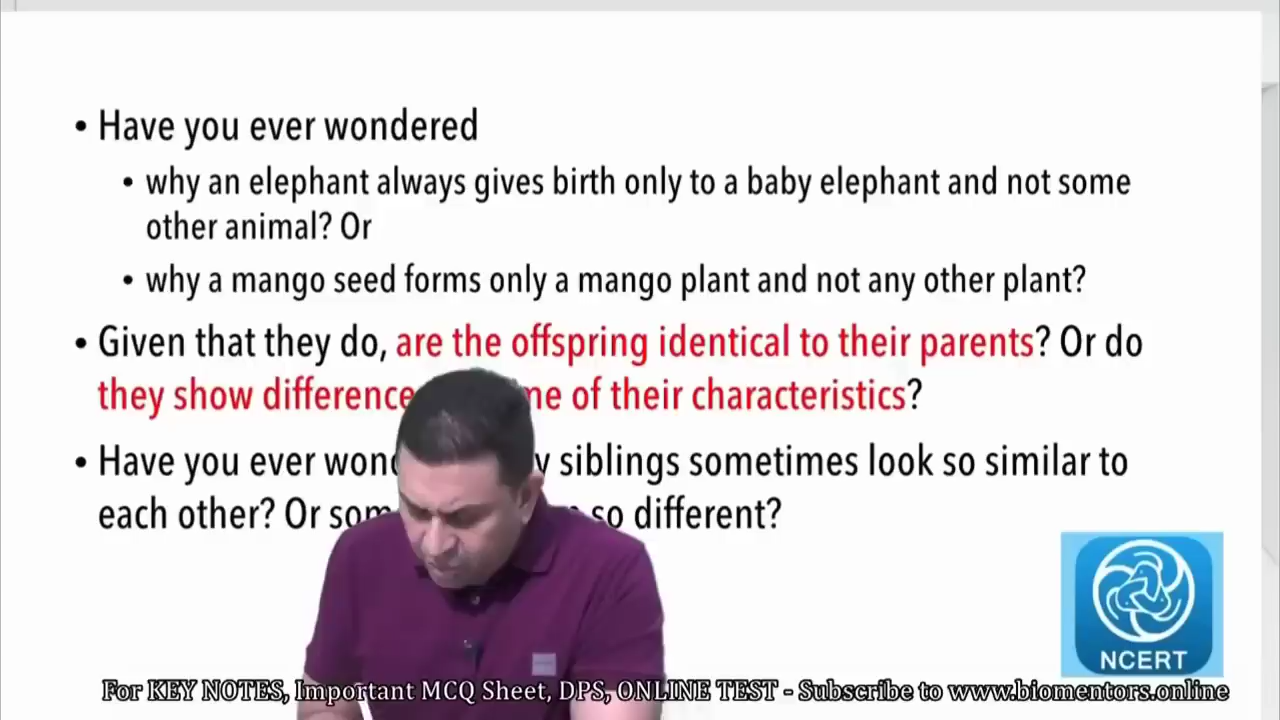 • Have you ever wondered
• why an elephant always gives birth only to a baby elephant and not some
other animal? Or
• why a mango seed forms only a mango plant and not any other plant?
• Given that they do, are the offspring identical to their parents? Or do
they show of their characteristics?
• Have you ever siblings sometimes look so similar to
each other? Or so different?
NCERT
For KEY NOTES, Important MCQ Sheet, DPS, ONLINE TEST - Subscribe to www.biomentors.online